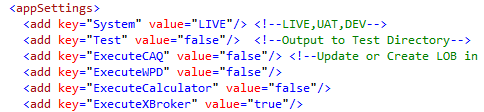 <appSettings>
<add key="System" value="LIVE"/> <!--LIVE,UAT,DEV-->
<add key="Test" value="false"/> <!--Output to Test Directory-->
<add key="ExecuteCAQ" value="false"/> <!--Update or Create LOB in
<add key="ExecuteWPD" value="false"/>
<add key="ExecuteCalculator" value="false"/>
<add key="ExecuteXBroker" value="true"/>